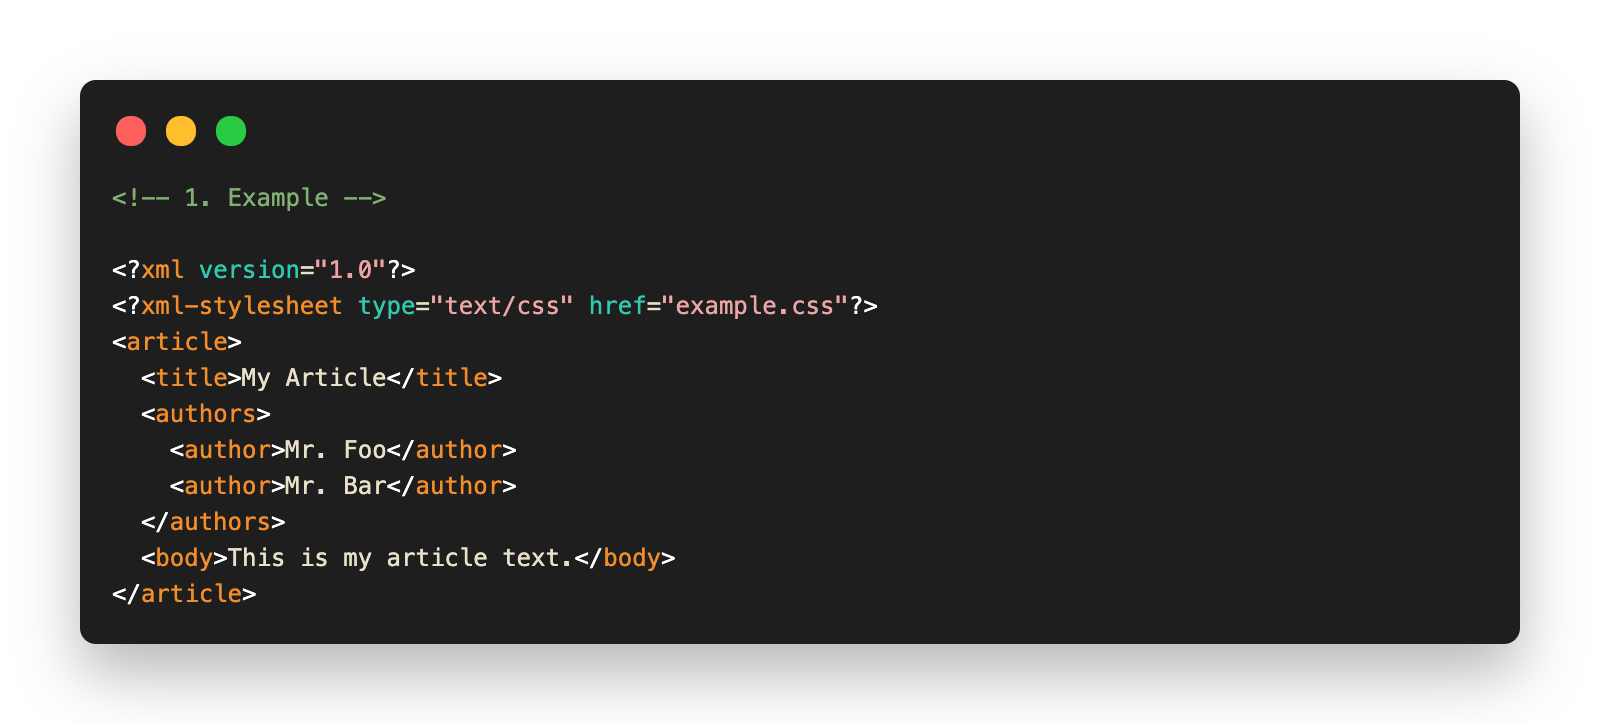 <!-- 1. Example -->

<?xml version="1.0"?>
<?xml-stylesheet type="text/css" href="example.css"?>
<article>
  <title>My Article</title>
  <authors>
    <author>Mr. Foo</author>
    <author>Mr. Bar</author>
  </authors>
  <body>This is my article text.</body>
</article>